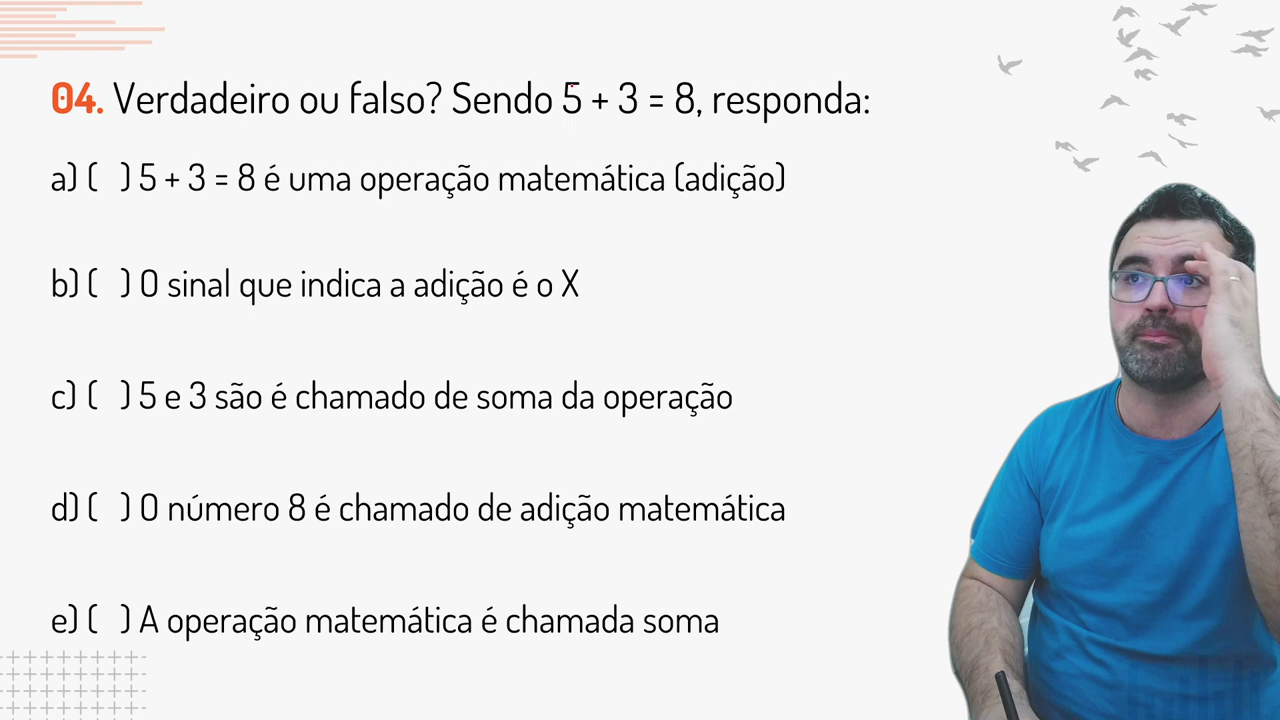 04. Verdadeiro ou falso? Sendo 5 + 3 = 8, responda:
a) (   ) 5 + 3 = 8 é uma operação matemática (adição)
b) (   ) O sinal que indica a adição é o X
c) (   ) 5 e 3 são é chamado de soma da operação
d) (   ) O número 8 é chamado de adição matemática
e) (   ) A operação matemática é chamada soma